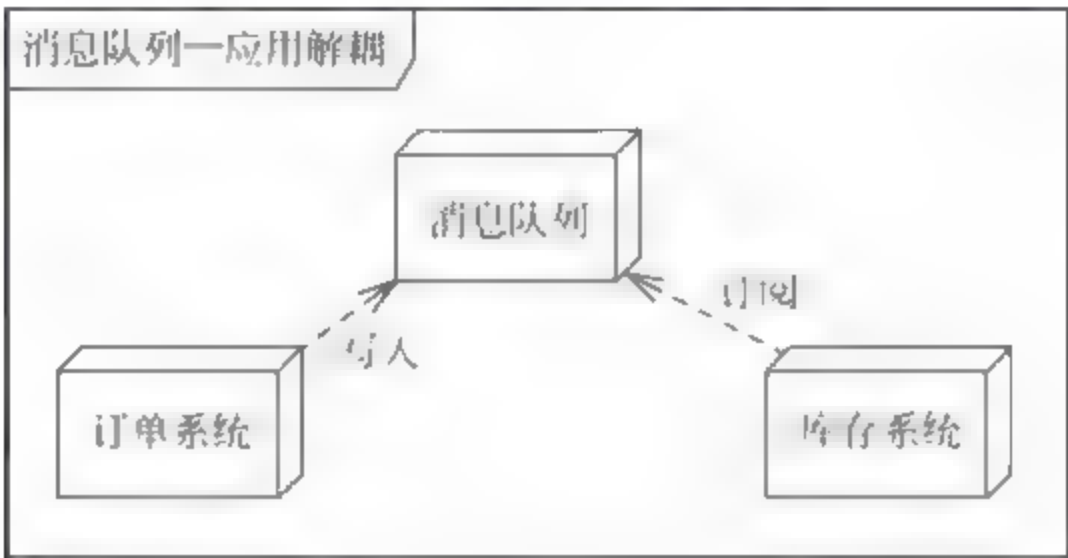 消息队列—应用解耦
消息队列
订阅
写入
订单系统
库存系统